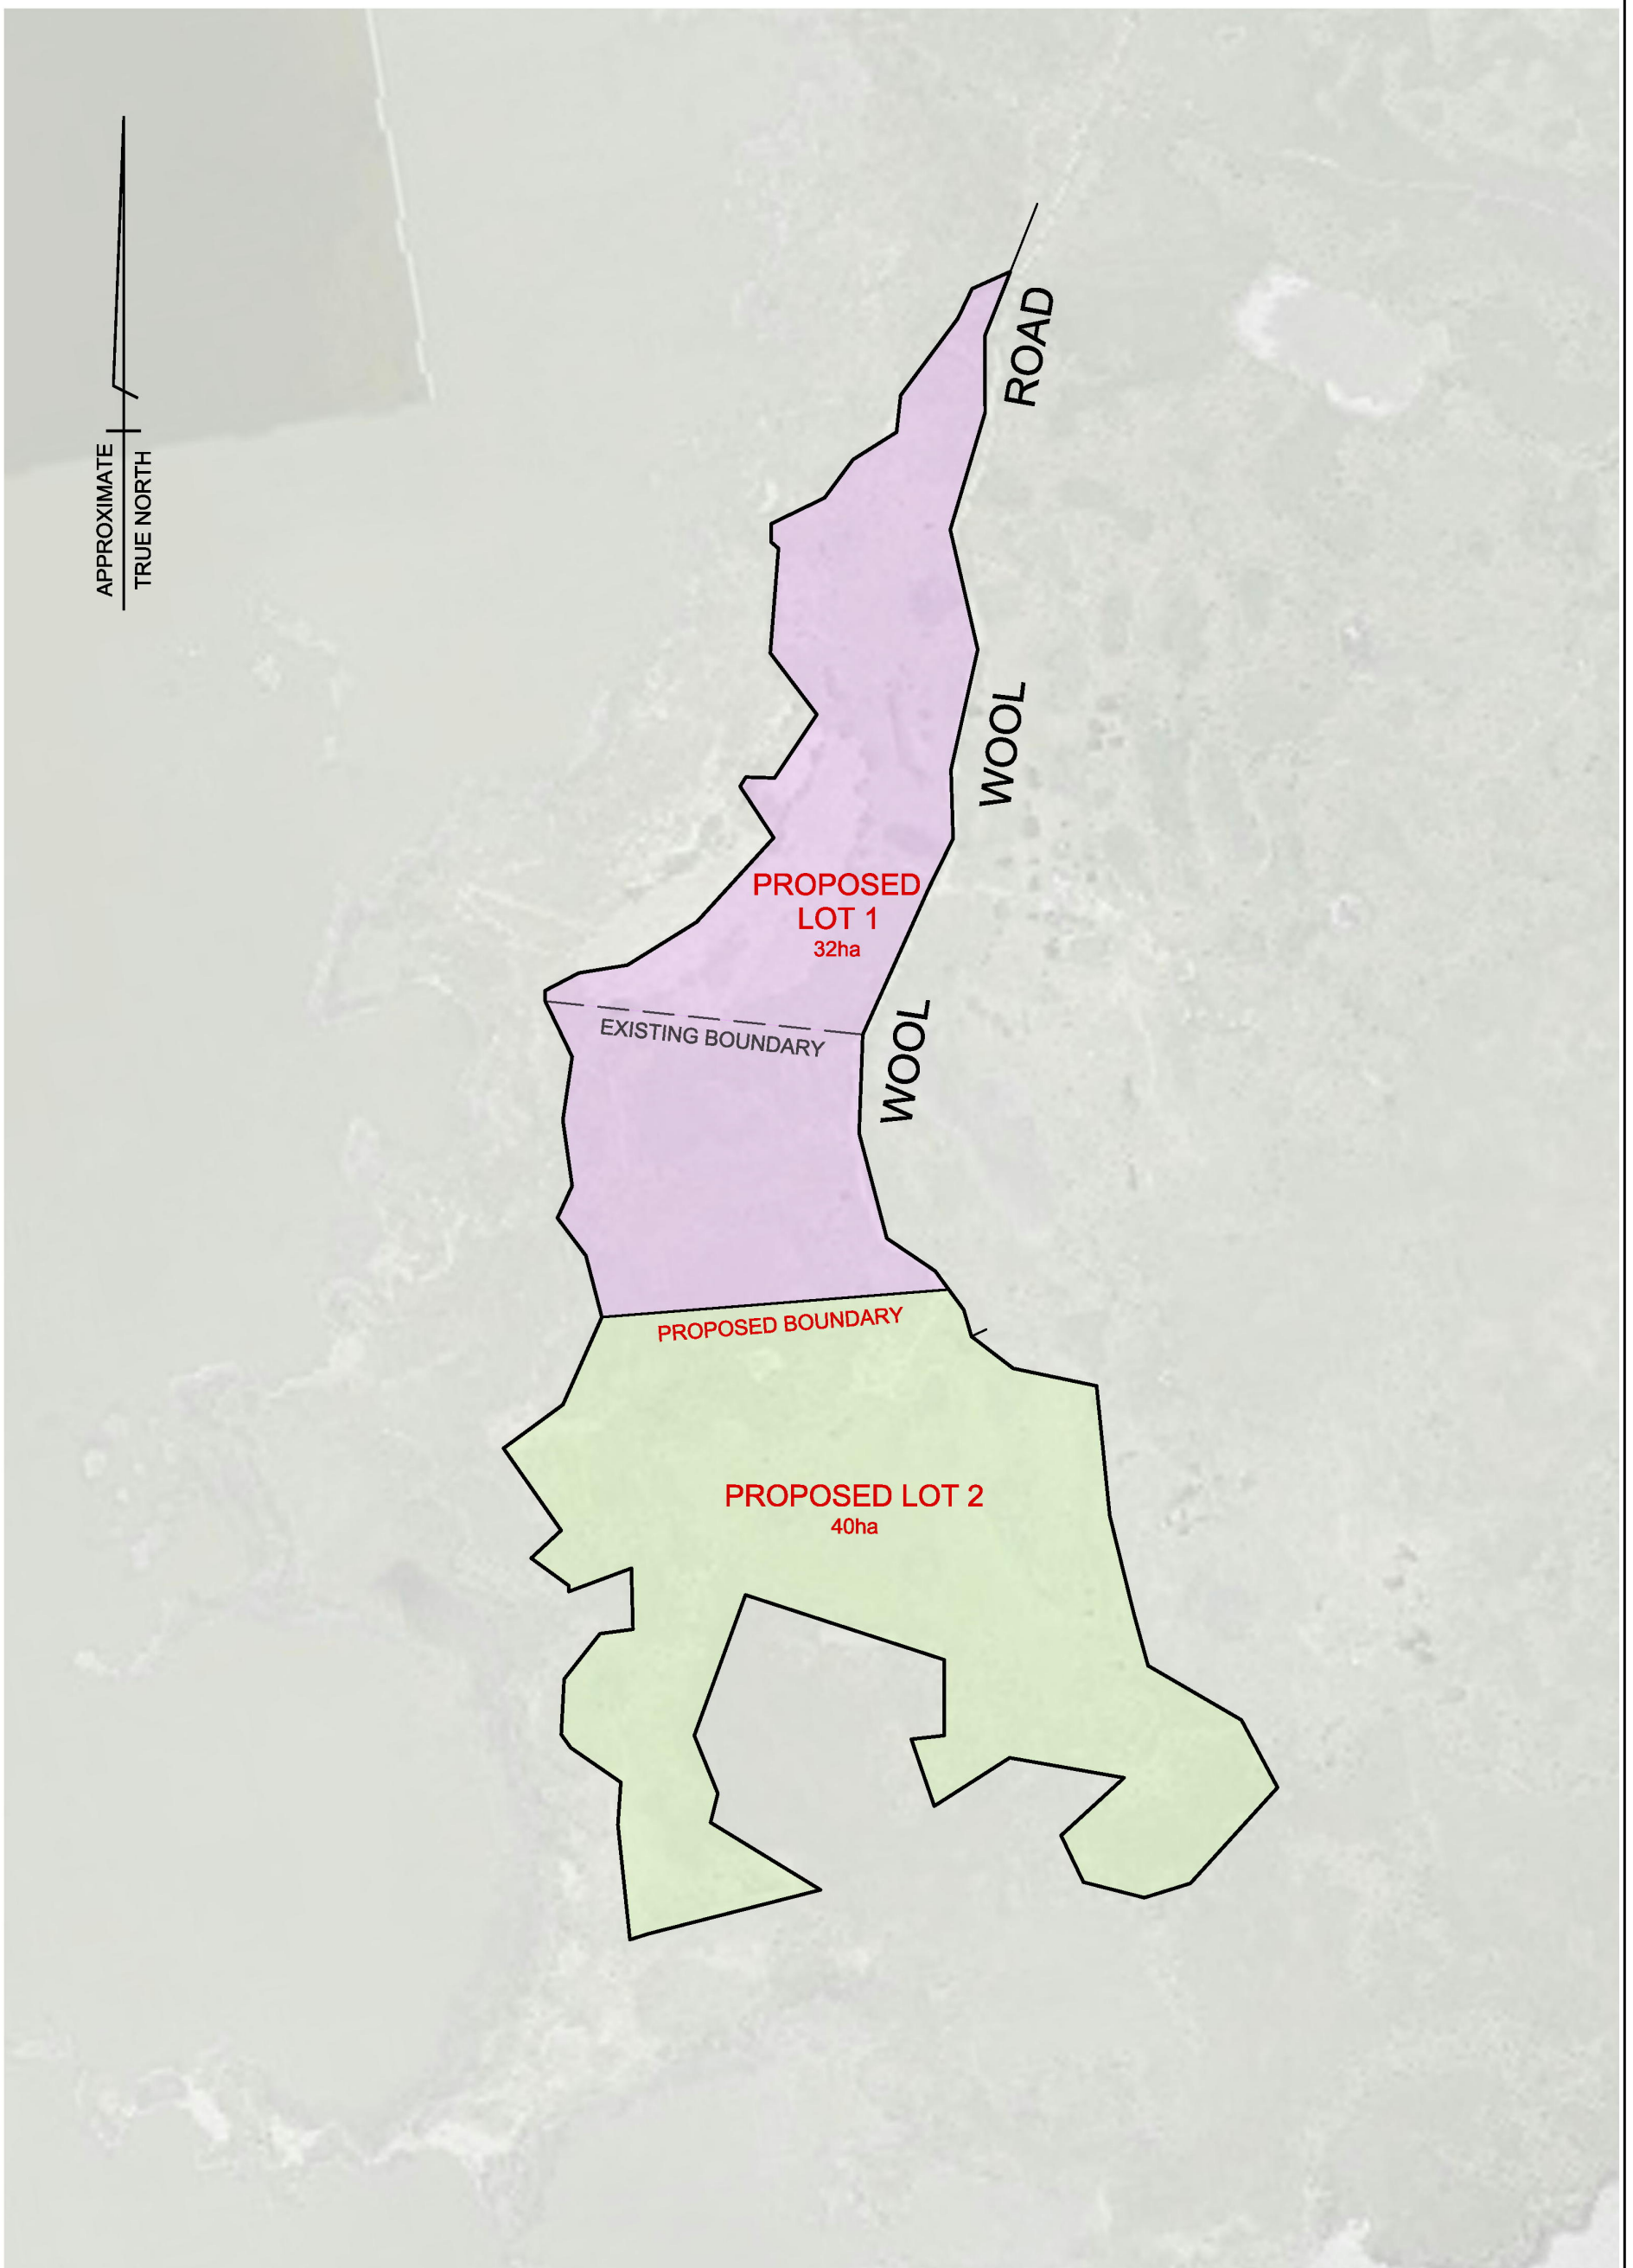 APPROXIMATE
TRUE NORTH
ROAD
WOOL
PROPOSED
LOT 1
32ha
EXISTING BOUNDARY
WOOL
PROPOSED BOUNDARY
PROPOSED LOT 2
40ha